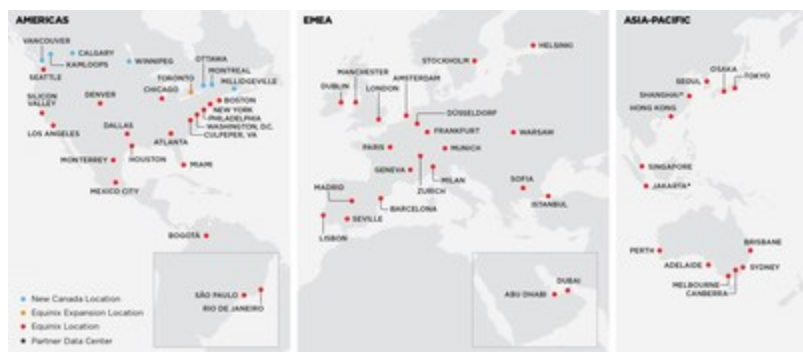 AMERICAS
VANCOUVER
CALGARY
KAMLOOPS
WINNIPEG
OTTAWA
MONTREAL
TORONTO
MILLIDGEVILLE
SEATTLE
CHICAGO
BOSTON
NEW YORK
PHILADELPHIA
WASHINGTON, D.C.
CULPEPER, VA
SILICON
VALLEY
DENVER
LOS ANGELES
DALLAS
ATLANTA
MONTERREY
HOUSTON
MIAMI
MEXICO CITY
BOGOTÁ
SÃO PAULO
RIO DE JANEIRO
New Canada Location
Equinix Expansion Location
Equinix Location
* Partner Data Center
EMEA
HELSINKI
STOCKHOLM
MANCHESTER
AMSTERDAM
DUBLIN
LONDON
DÜSSELDORF
FRANKFURT
WARSAW
PARIS
MUNICH
GENEVA
MILAN
ZURICH
SOFIA
MADRID
ISTANBUL
BARCELONA
SEVILLE
LISBON
DUBAI
ABU DHABI
ASIA-PACIFIC
OSAKA
SEOUL
TOKYO
SHANGHAI*
HONG KONG
SINGAPORE
JAKARTA*
BRISBANE
PERTH
ADELAIDE
SYDNEY
MELBOURNE
CANBERRA